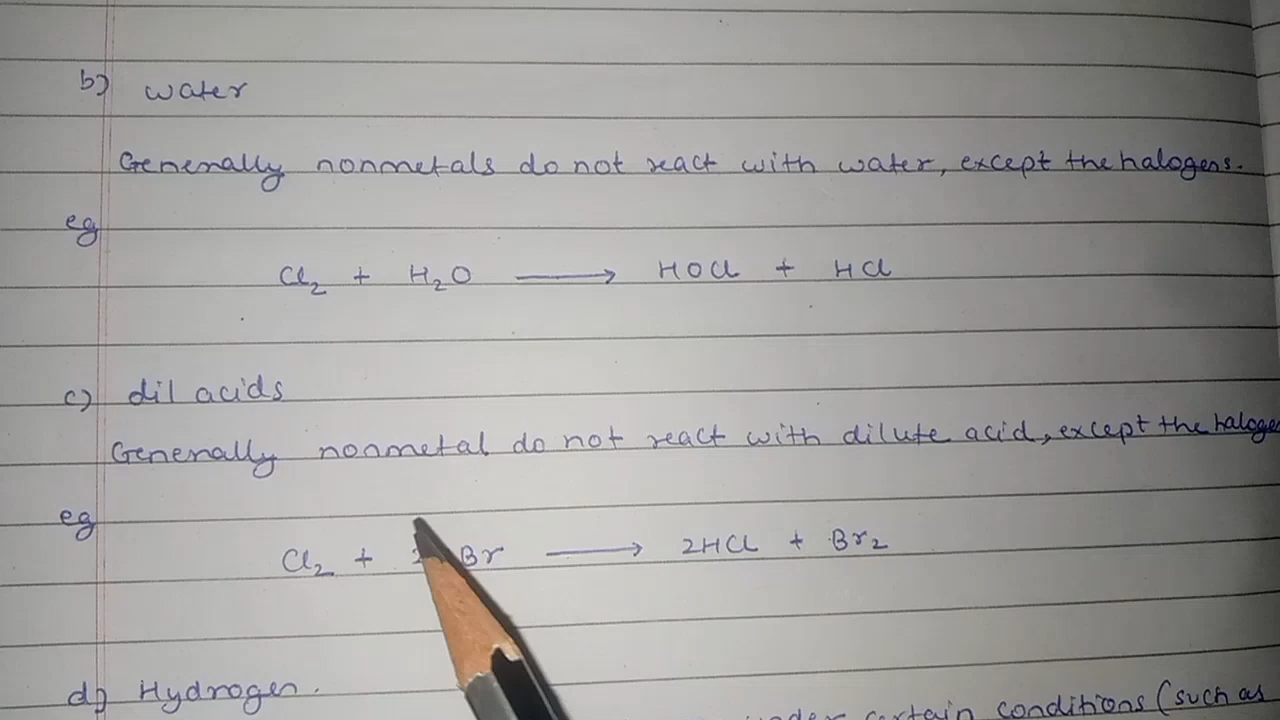 b) water
Generally nonmetals do not react with water, except the halogens.
eg
Cl₂ + H₂O ⟶ HOCl + HCl
c) dil acids
Generally nonmetal do not react with dilute acid, except the
eg
Cl₂ + Br ⟶ 2HCl + Br₂
d) Hydrogen.
under certain conditions (such as